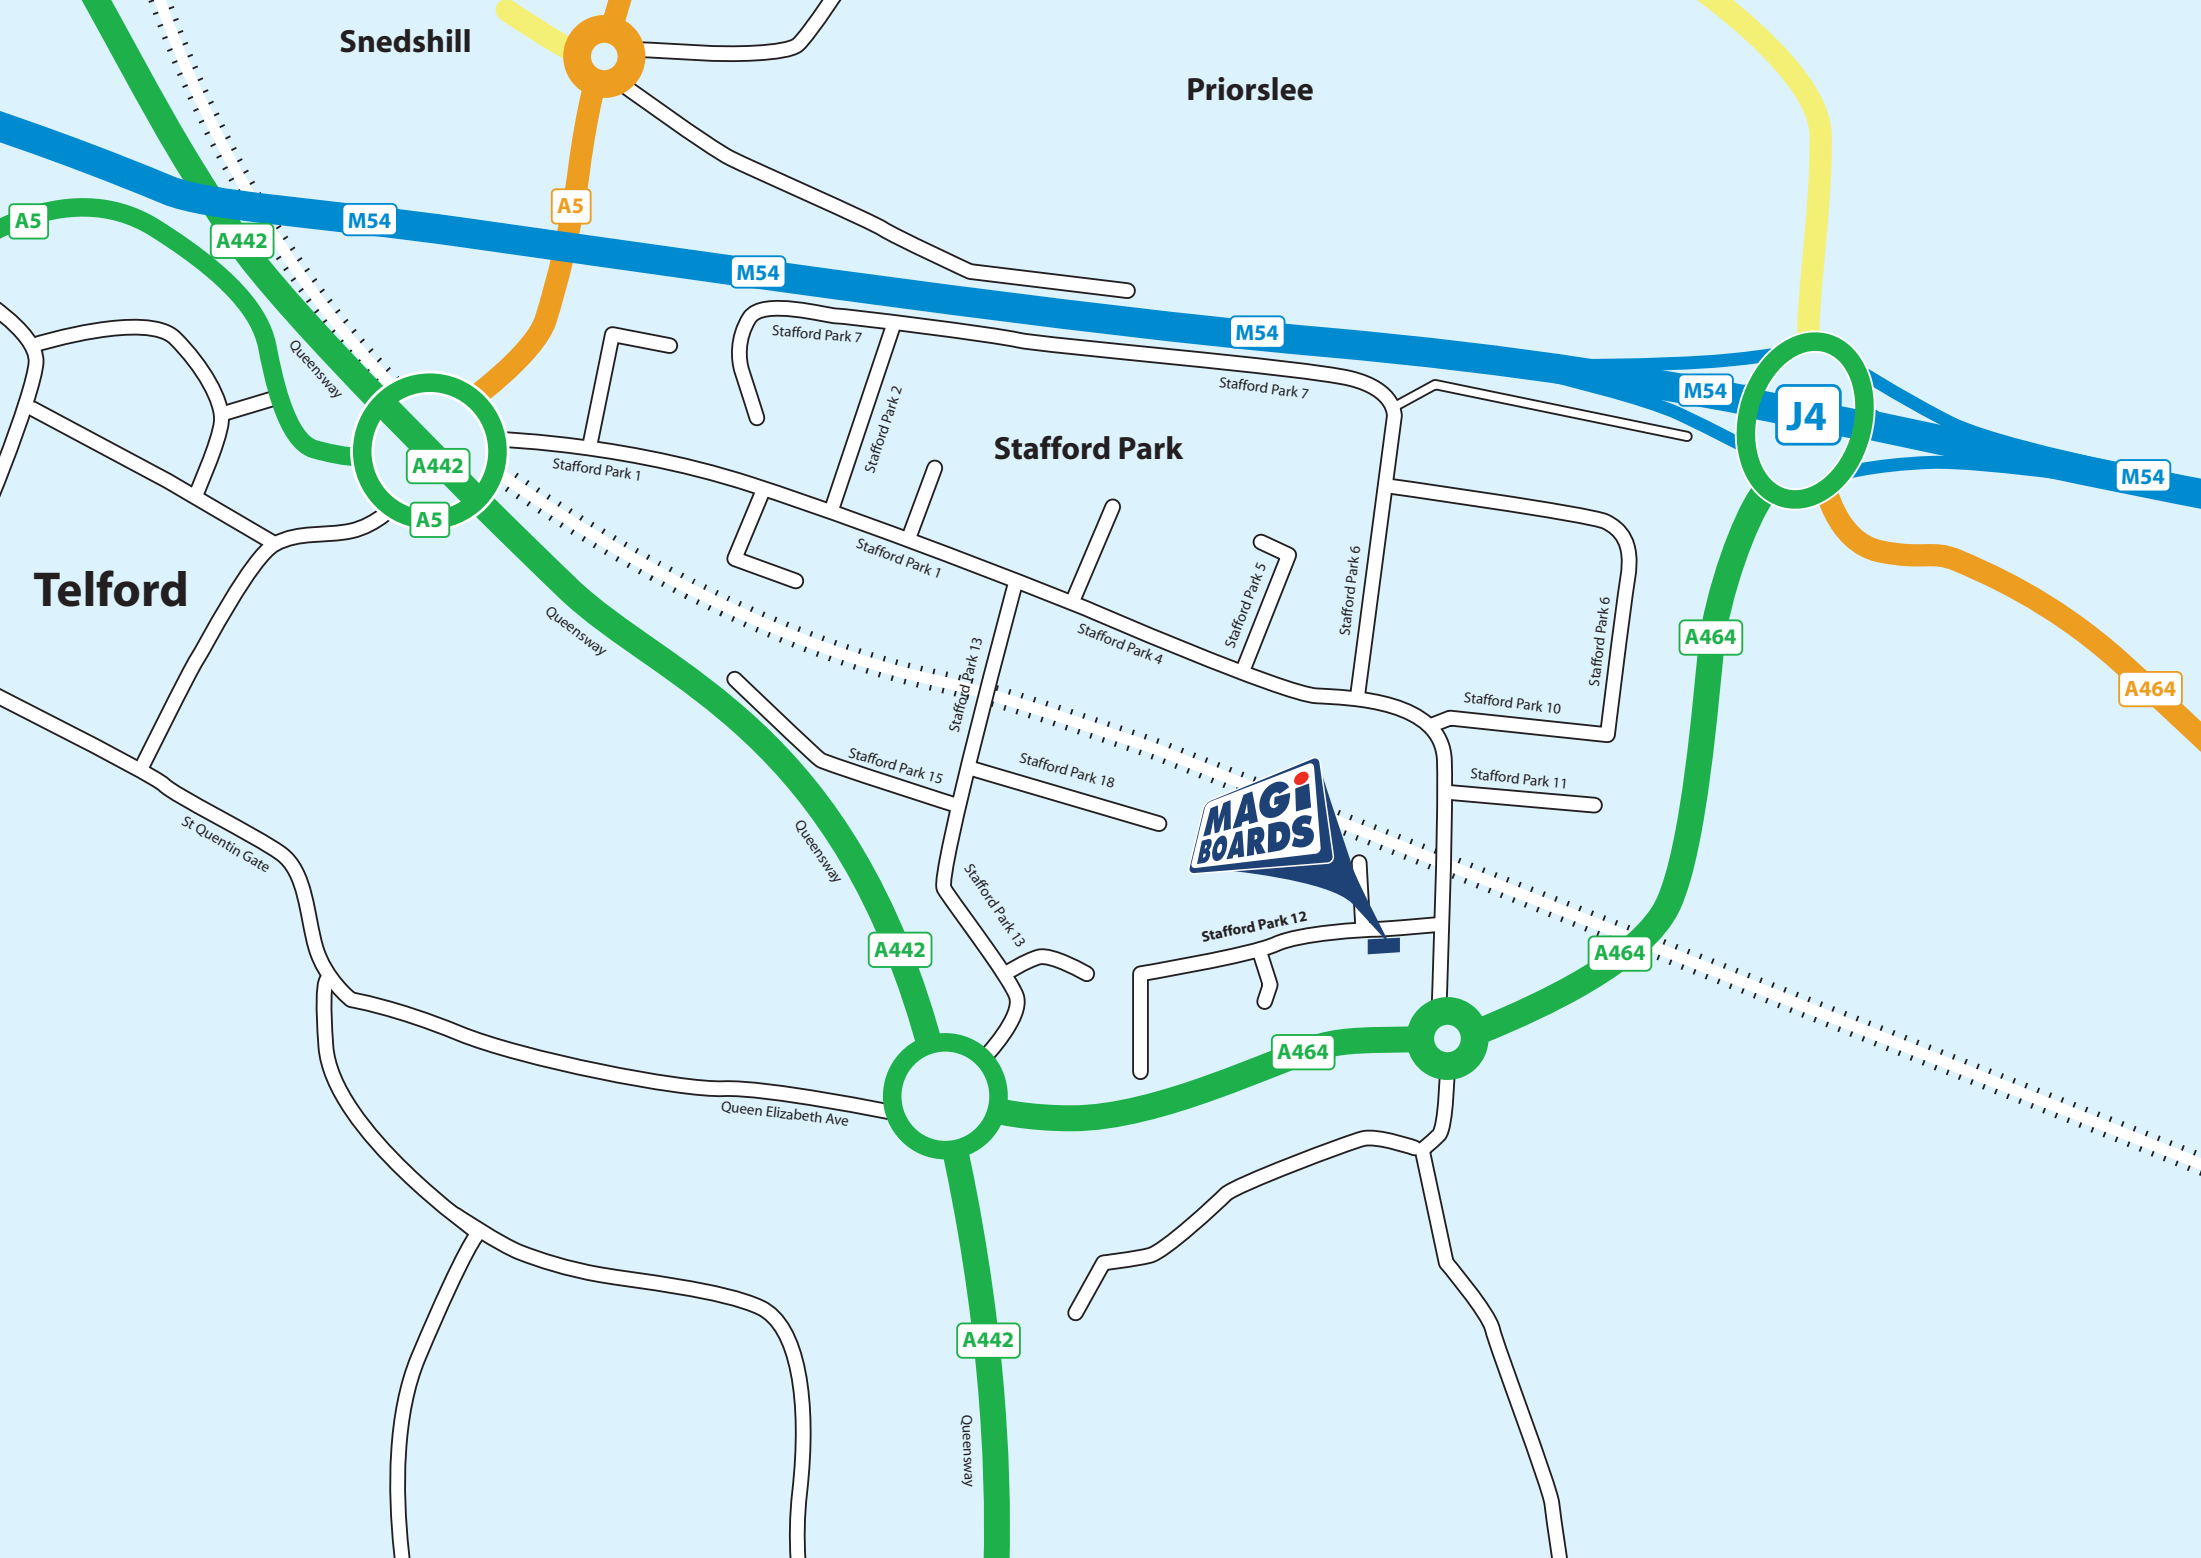 Snedshill
Priorslee
A5
A5
M54
A442
M54
M54
Stafford Park 7
Stafford Park 7
M54
J4
M54
Queensway
Stafford Park 2
Stafford Park
A442
A5
Stafford Park 1
Stafford Park 1
Telford
Queensway
Stafford Park 4
Stafford Park 5
Stafford Park 6
Stafford Park 6
A464
A464
Stafford Park 13
Stafford Park 10
Stafford Park 15
Stafford Park 18
Stafford Park 11
MAGi
BOARDS
St Quentin Gate
Queensway
Stafford Park 13
Stafford Park 12
A442
A464
A464
Queen Elizabeth Ave
A442
Queensway